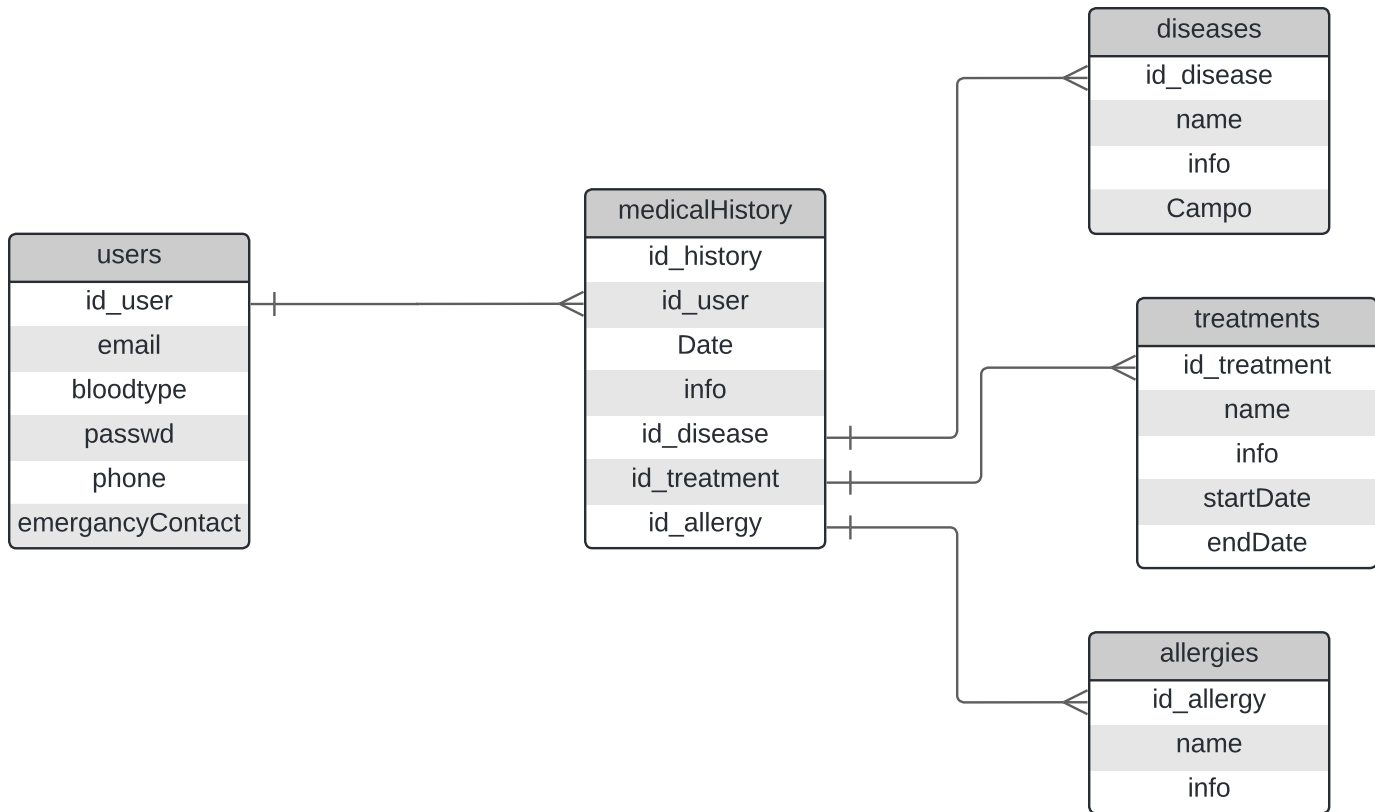 users
id_user
email
bloodtype
passwd
phone
emergancyContact
medicalHistory
id_history
id_user
Date
info
id_disease
id_treatment
id_allergy
diseases
id_disease
name
info
Campo
treatments
id_treatment
name
info
startDate
endDate
allergies
id_allergy
name
info